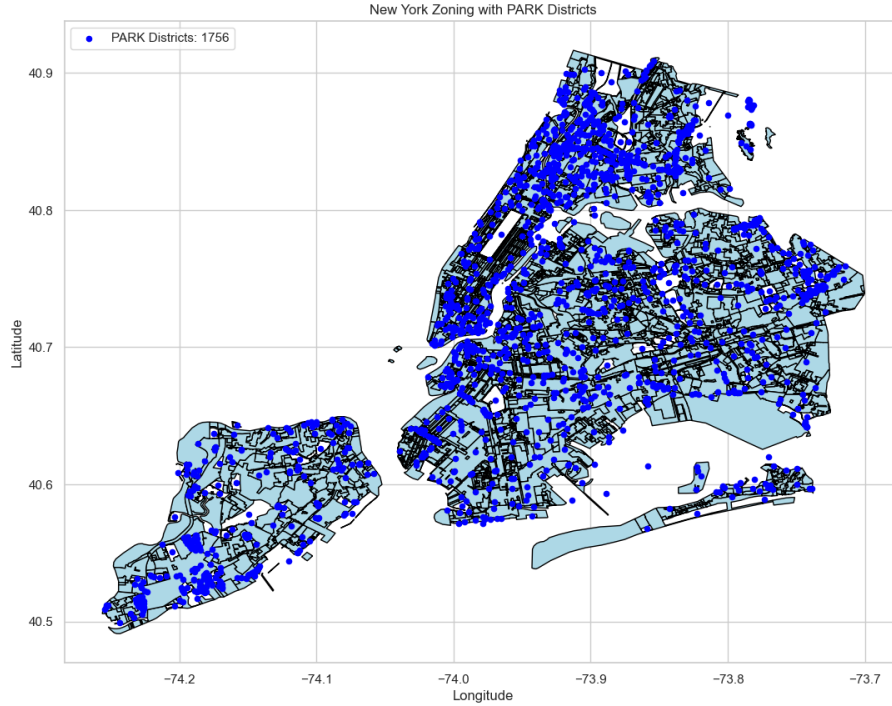 New York Zoning with PARK Districts
PARK Districts: 1756
40.9
40.8
40.7
40.6
40.5
Latitude
−74.2
−74.1
−74.0
−73.9
−73.8
−73.7
Longitude